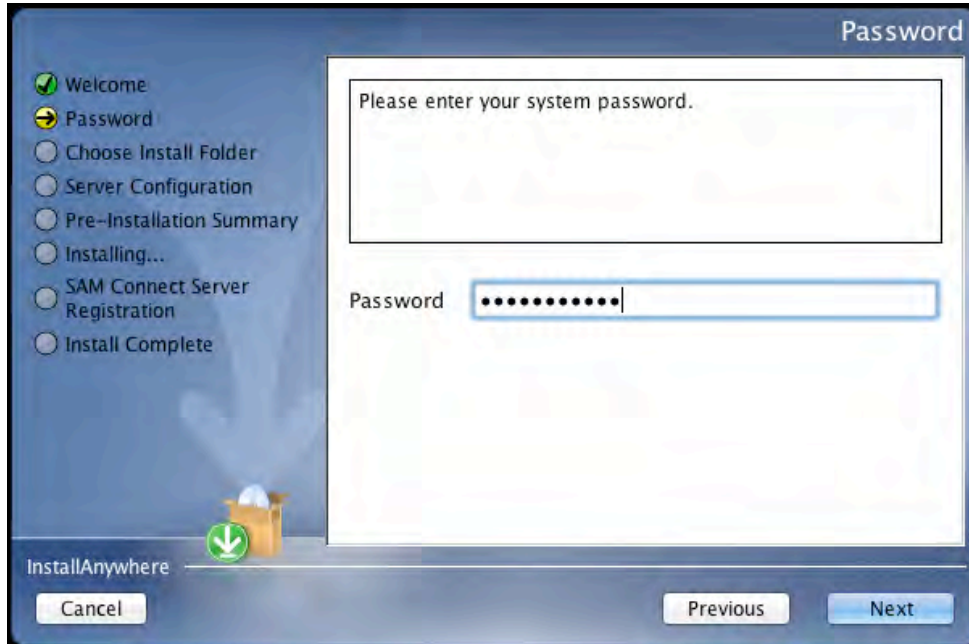 Password
Welcome
Password
Choose Install Folder
Server Configuration
Pre-Installation Summary
Installing...
SAM Connect Server
Registration
Install Complete
Please enter your system password.
Password •••••••••••
InstallAnywhere
Cancel
Previous
Next